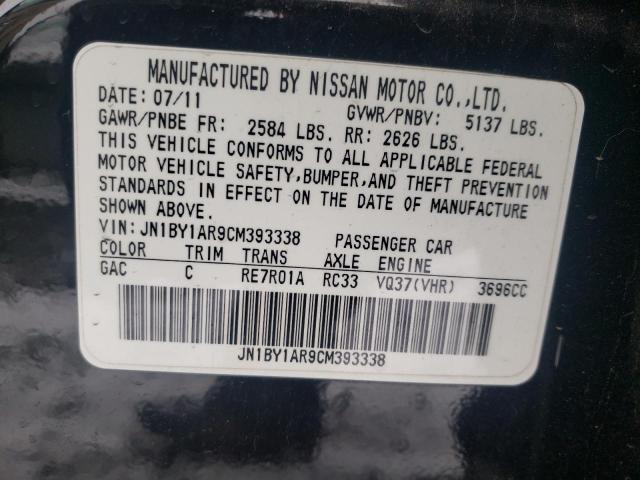 MANUFACTURED BY NISSAN MOTOR CO.,LTD.
DATE: 07/11 GVWR/PNBV: 5137 LBS.
GAWR/PNBE FR: 2584 LBS. RR: 2626 LBS.
THIS VEHICLE CONFORMS TO ALL APPLICABLE FEDERAL
MOTOR VEHICLE SAFETY,BUMPER,AND THEFT PREVENTION
STANDARDS IN EFFECT ON THE DATE OF MANUFACTURE
SHOWN ABOVE.
VIN:JN1BY1AR9CM393338 PASSENGER CAR
COLOR TRIM TRANS AXLE ENGINE
GAC C RE7R01A RC33 VQ37(VHR) 3696CC
JN1BY1AR9CM393338